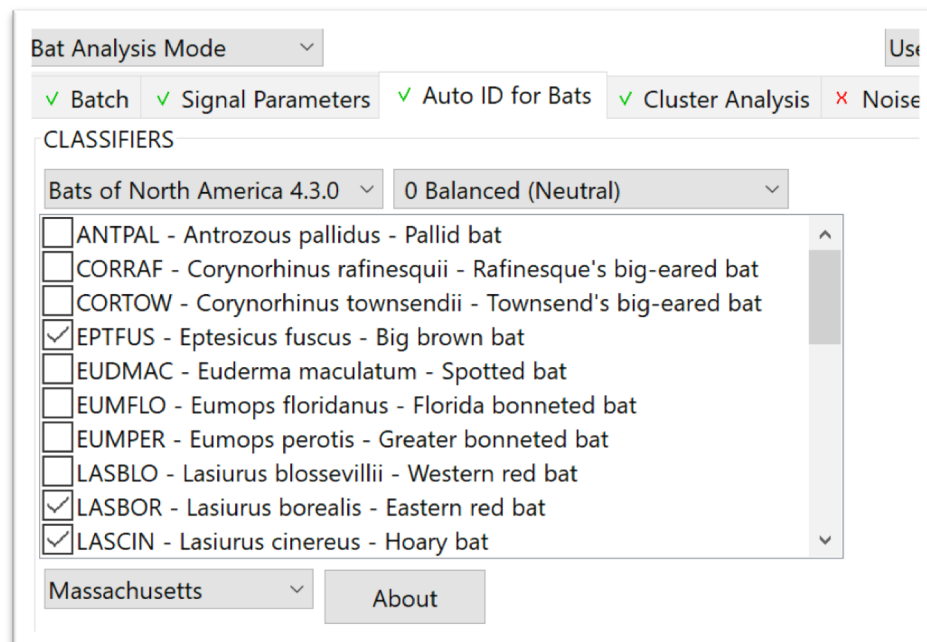 Bat Analysis Mode
Use
Batch Signal Parameters Auto ID for Bats Cluster Analysis Noise
CLASSIFIERS
Bats of North America 4.3.0 0 Balanced (Neutral)
ANTPAL - Antrozous pallidus - Pallid bat
CORRAF - Corynorhinus rafinesquii - Rafinesque's big-eared bat
CORTOW - Corynorhinus townsendii - Townsend's big-eared bat
EPTFUS - Eptesicus fuscus - Big brown bat
EUDMAC - Euderma maculatum - Spotted bat
EUMFLO - Eumops floridanus - Florida bonneted bat
EUMPER - Eumops perotis - Greater bonneted bat
LASBLO - Lasiurus blossevillii - Western red bat
LASBOR - Lasiurus borealis - Eastern red bat
LASCIN - Lasiurus cinereus - Hoary bat
Massachusetts About